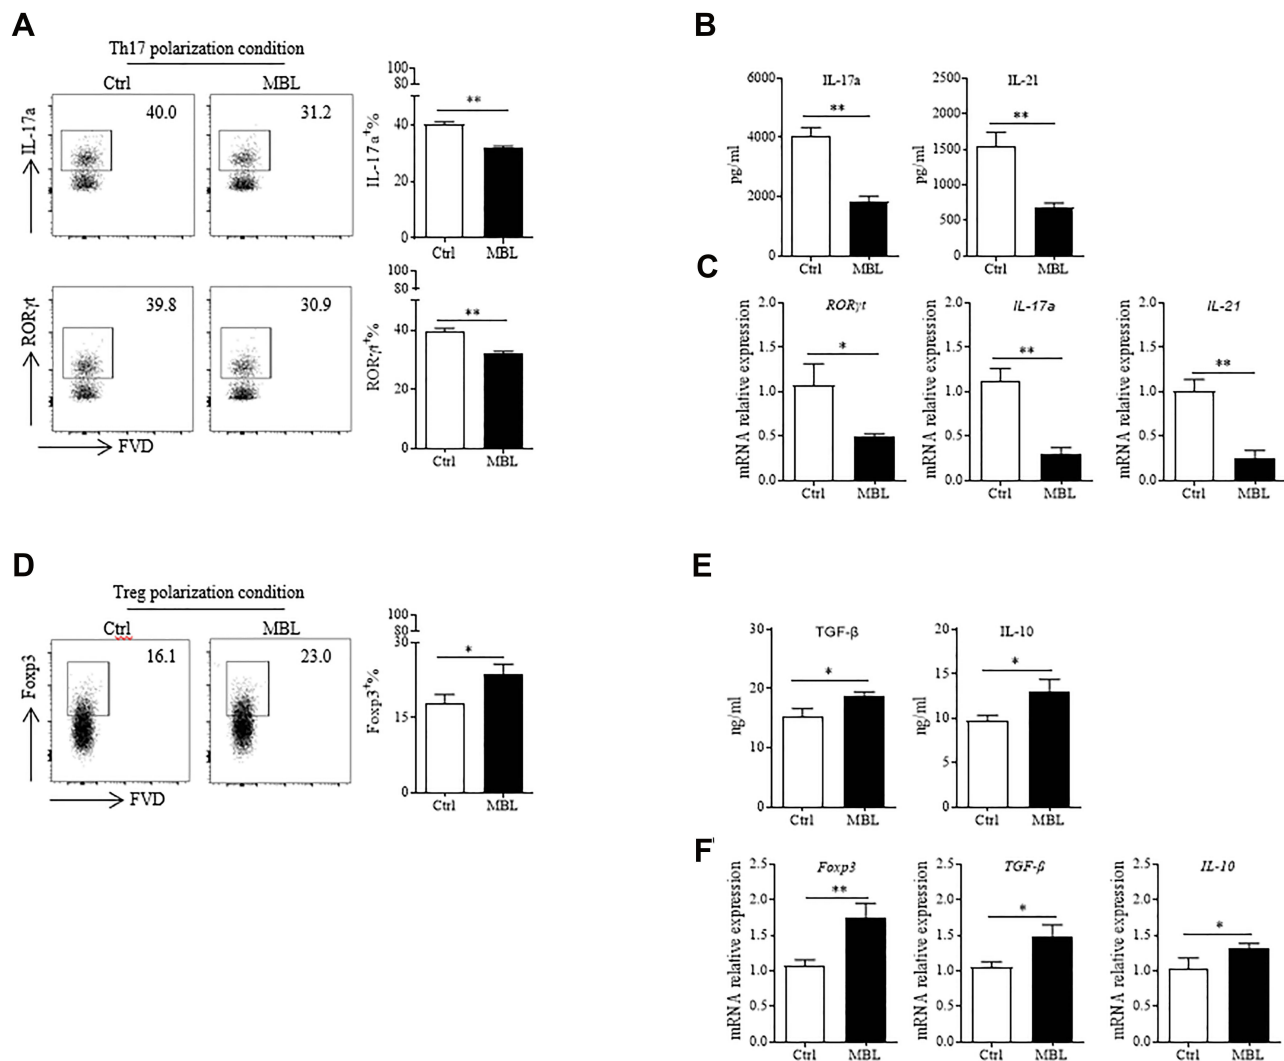 A
Th17 polarization condition
Ctrl
MBL
IL-17a
40.0
31.2
IL-17a⁺%
100
80
40
20
0
**
Ctrl
MBL
RORγt
39.8
30.9
FVD
RORγt⁺%
100
80
40
20
0
**
Ctrl
MBL
B
IL-17a
pg/ml
6000
4000
2000
0
**
Ctrl
MBL
IL-21
pg/ml
2500
2000
1500
1000
500
0
**
Ctrl
MBL
C
RORγt
mRNA relative expression
2.0
1.5
1.0
0.5
0.0
*
Ctrl
MBL
IL-17a
mRNA relative expression
2.0
1.5
1.0
0.5
0.0
**
Ctrl
MBL
IL-21
mRNA relative expression
2.0
1.5
1.0
0.5
0.0
**
Ctrl
MBL
D
Treg polarization condition
Ctrl
MBL
Foxp3
16.1
23.0
FVD
Foxp3⁺%
100
80
30
15
0
*
Ctrl
MBL
E
TGF-β
ng/ml
30
20
10
0
*
Ctrl
MBL
IL-10
ng/ml
20
15
10
5
0
*
Ctrl
MBL
F
Foxp3
mRNA relative expression
2.5
2.0
1.5
1.0
0.5
0.0
**
Ctrl
MBL
TGF-β
mRNA relative expression
2.5
2.0
1.5
1.0
0.5
0.0
*
Ctrl
MBL
IL-10
mRNA relative expression
2.5
2.0
1.5
1.0
0.5
0.0
*
Ctrl
MBL